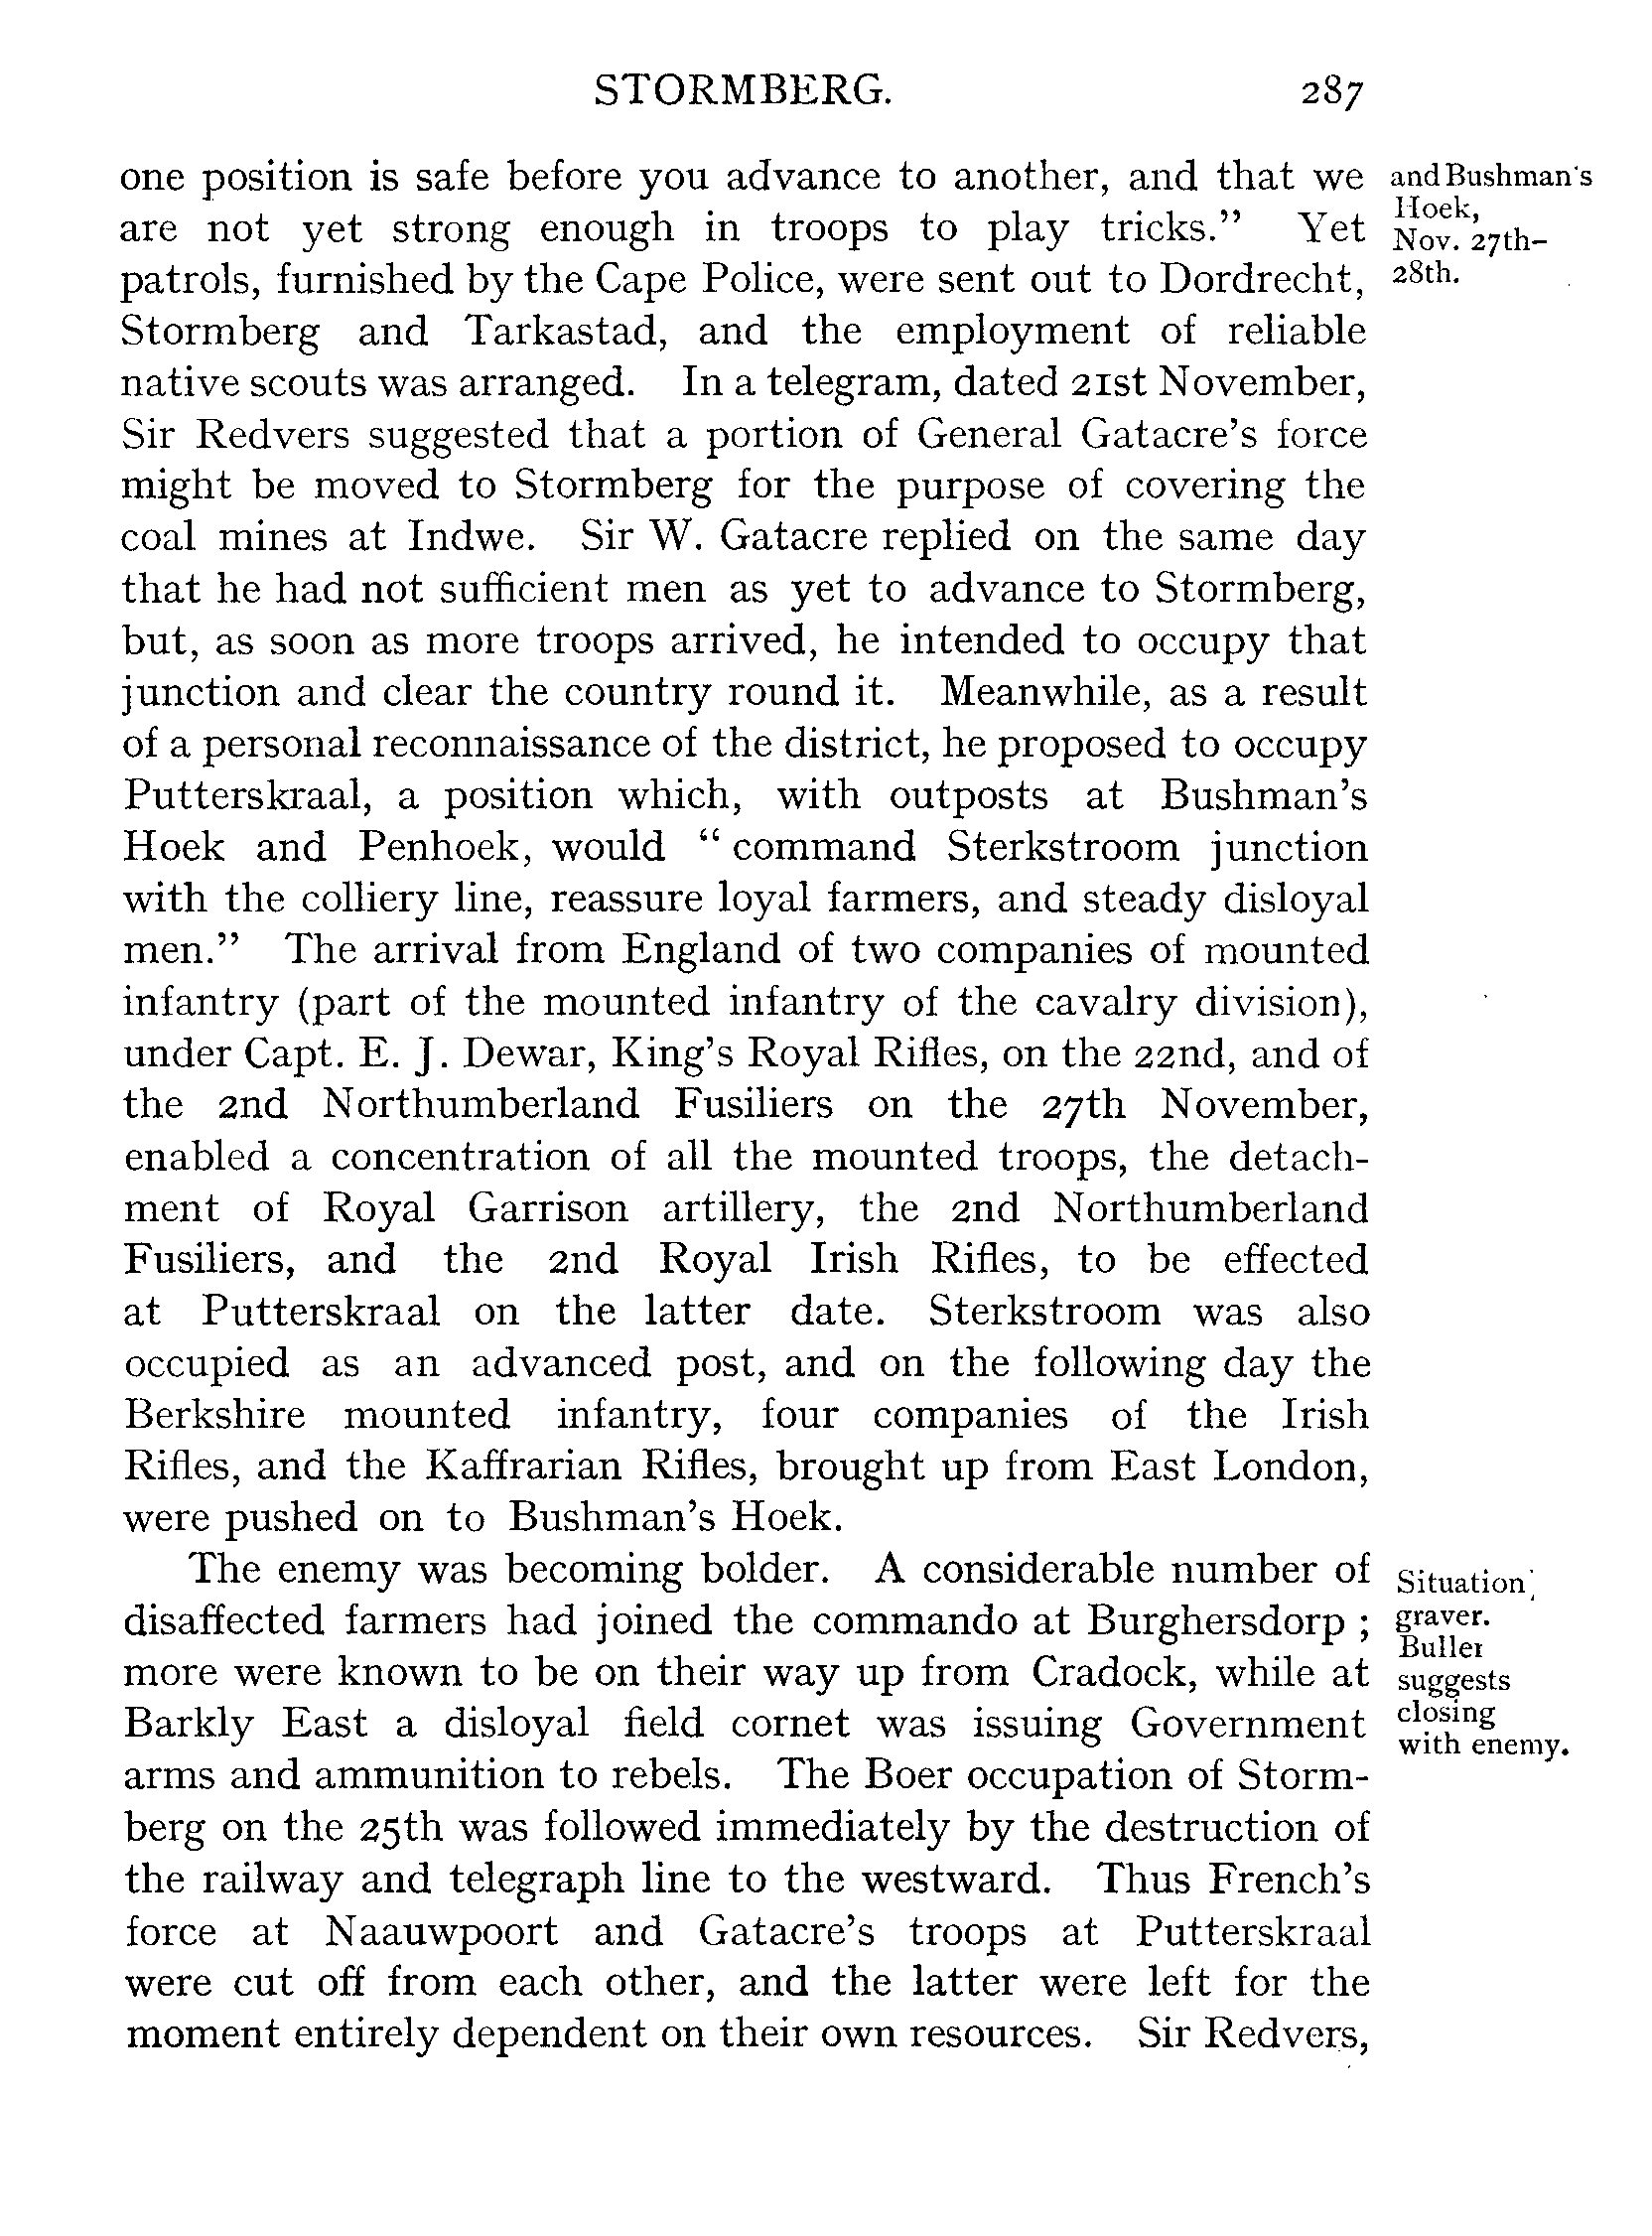 STORMBERG. 287
one position is safe before you advance to another, and that we
are not yet strong enough in troops to play tricks.” Yet
patrols, furnished by the Cape Police, were sent out to Dordrecht,
Stormberg and Tarkastad, and the employment of reliable
native scouts was arranged. In a telegram, dated 21st November,
Sir Redvers suggested that a portion of General Gatacre’s force
might be moved to Stormberg for the purpose of covering the
coal mines at Indwe. Sir W. Gatacre replied on the same day
that he had not sufficient men as yet to advance to Stormberg,
but, as soon as more troops arrived, he intended to occupy that
junction and clear the country round it. Meanwhile, as a result
of a personal reconnaissance of the district, he proposed to occupy
Putterskraal, a position which, with outposts at Bushman’s
Hoek and Penhoek, would “ command Sterkstroom junction
with the colliery line, reassure loyal farmers, and steady disloyal
men.” The arrival from England of two companies of mounted
infantry (part of the mounted infantry of the cavalry division),
under Capt. E. J. Dewar, King’s Royal Rifles, on the 22nd, and of
the 2nd Northumberland Fusiliers on the 27th November,
enabled a concentration of all the mounted troops, the detach-
ment of Royal Garrison artillery, the 2nd Northumberland
Fusiliers, and the 2nd Royal Irish Rifles, to be effected
at Putterskraal on the latter date. Sterkstroom was also
occupied as an advanced post, and on the following day the
Berkshire mounted infantry, four companies of the Irish
Rifles, and the Kaffrarian Rifles, brought up from East London,
were pushed on to Bushman’s Hoek.
The enemy was becoming bolder. A considerable number of
disaffected farmers had joined the commando at Burghersdorp ;
more were known to be on their way up from Cradock, while at
Barkly East a disloyal field cornet was issuing Government
arms and ammunition to rebels. The Boer occupation of Storm-
berg on the 25th was followed immediately by the destruction of
the railway and telegraph line to the westward. Thus French’s
force at Naauwpoort and Gatacre’s troops at Putterskraal
were cut off from each other, and the latter were left for the
moment entirely dependent on their own resources. Sir Redvers,
and Bushman's
Hoek,
Nov. 27th–
28th.
Situation
graver.
Buller
suggests
closing
with enemy.